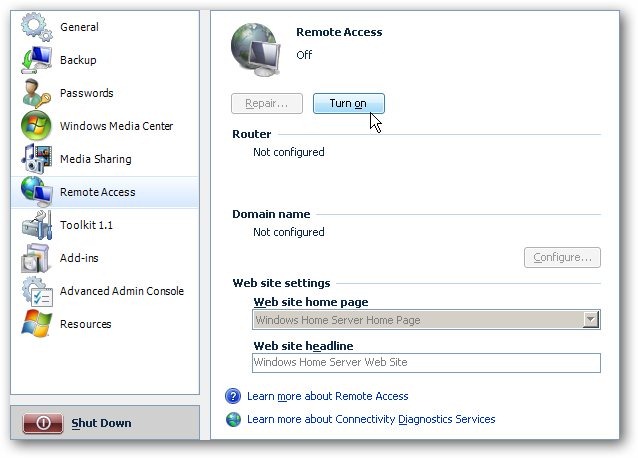 General
Backup
Passwords
Windows Media Center
Media Sharing
Remote Access
Toolkit 1.1
Add-ins
Advanced Admin Console
Resources
Shut Down
Remote Access
Off
Repair...
Turn on
Router
Not configured
Domain name
Not configured
Configure...
Web site settings
Web site home page
Windows Home Server Home Page
Web site headline
Windows Home Server Web Site
Learn more about Remote Access
Learn more about Connectivity Diagnostics Services